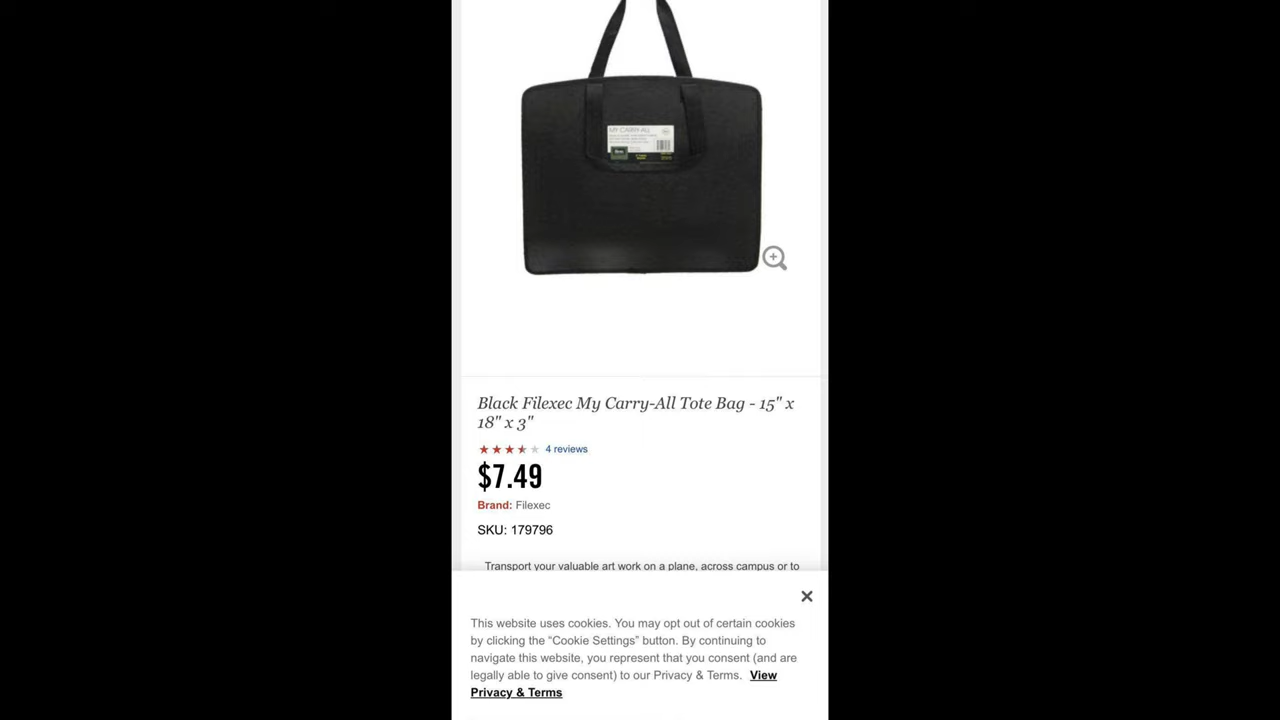 MY CARRY-ALL
Black Filexec My Carry-All Tote Bag - 15" x
18" x 3"
4 reviews
$7.49
Brand: Filexec
SKU: 179796
Transport your valuable art work on a plane, across campus or to
This website uses cookies. You may opt out of certain cookies
by clicking the “Cookie Settings” button. By continuing to
navigate this website, you represent that you consent (and are
legally able to give consent) to our Privacy & Terms. View
Privacy & Terms